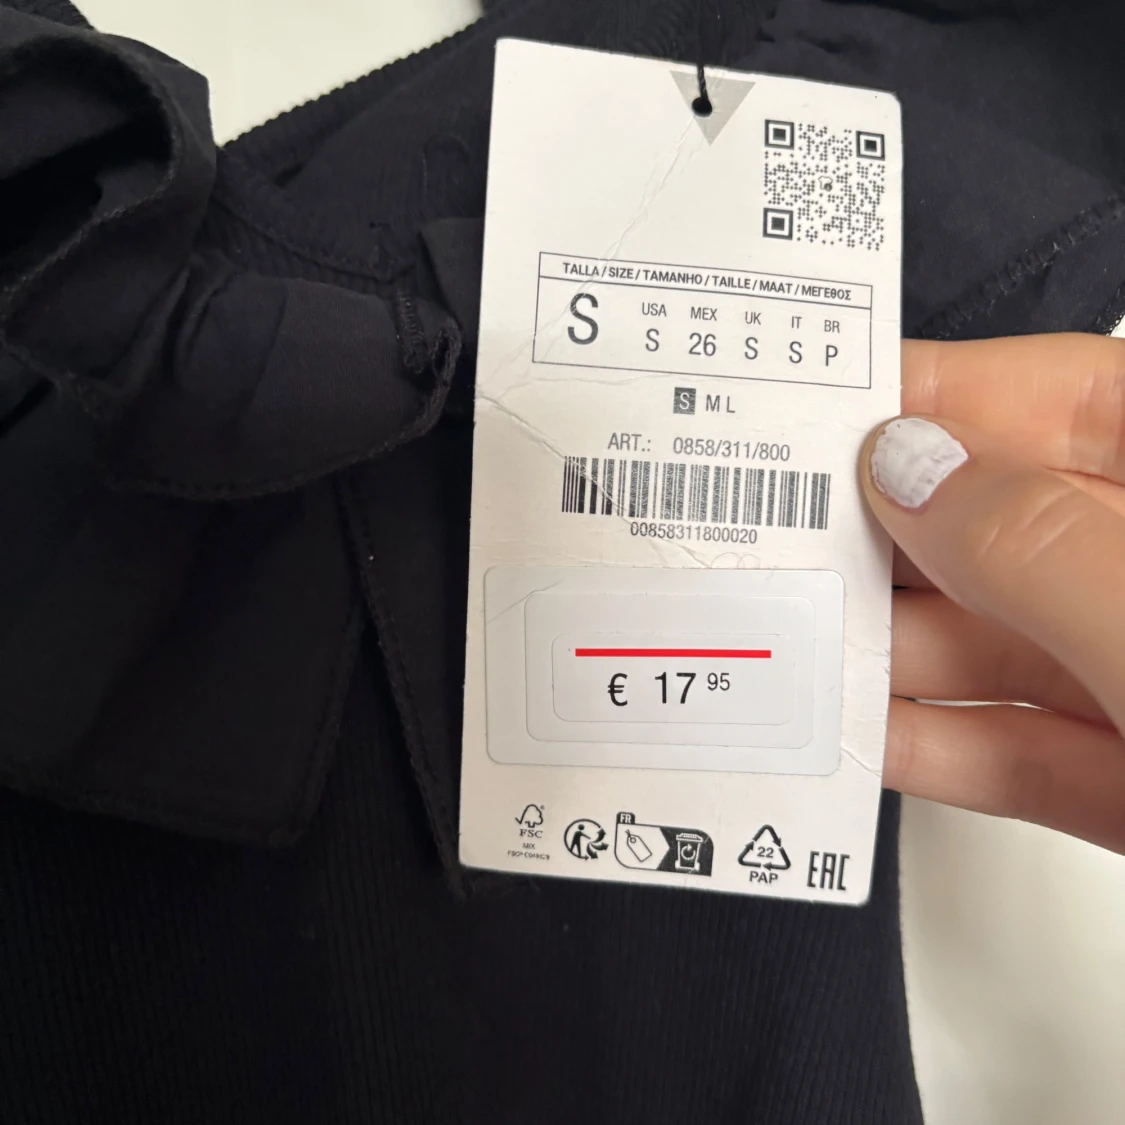 TALLA / SIZE / TAMANHO / TAILLE / MAAT / ΜΕΓΕΘΟΣ
S
USA MEX UK IT BR
S 26 S S P
S M L
ART.: 0858/311/800
00858311800020
€ 17 95
FR
FSC
MIX
22
PAP
EAC